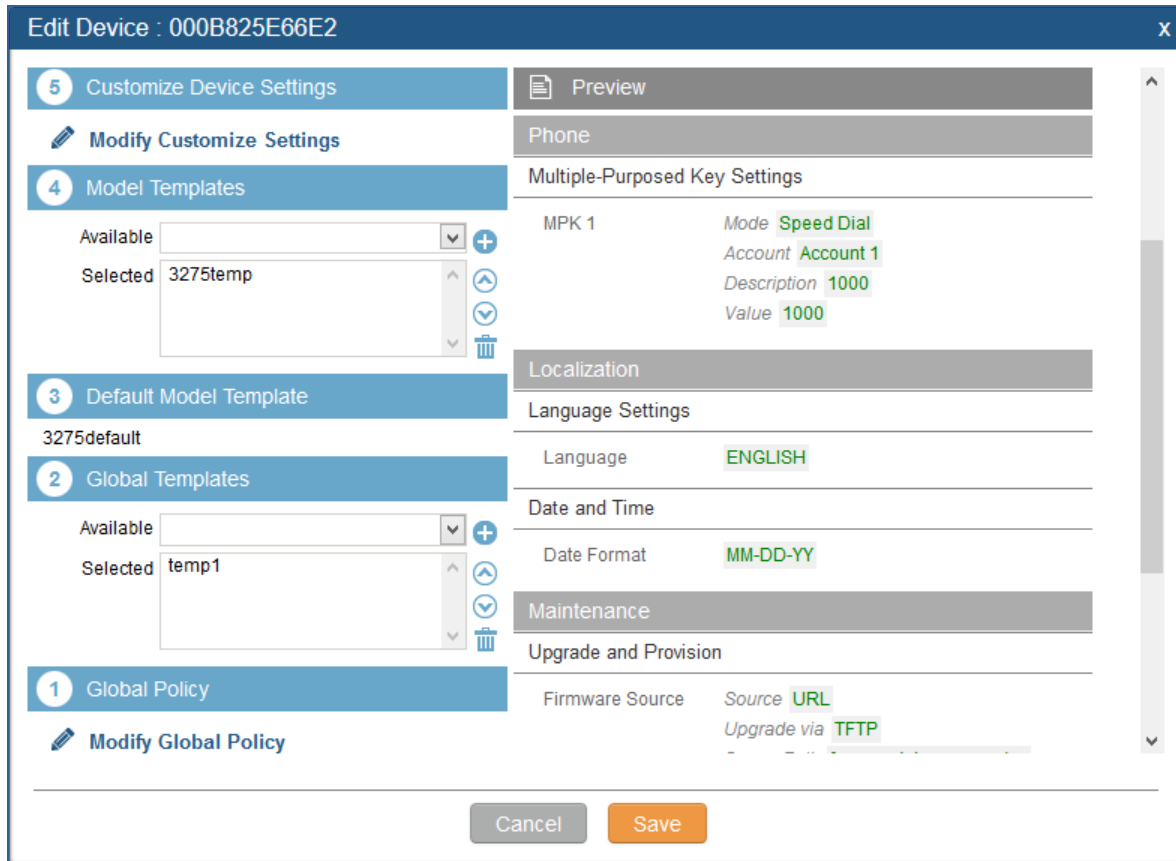 Edit Device : 000B825E66E2 x
5 Customize Device Settings
Modify Customize Settings
4 Model Templates
Available
Selected 3275temp
3 Default Model Template
3275default
2 Global Templates
Available
Selected temp1
1 Global Policy
Modify Global Policy
Preview
Phone
Multiple-Purposed Key Settings
MPK 1 Mode Speed Dial
Account Account 1
Description 1000
Value 1000
Localization
Language Settings
Language ENGLISH
Date and Time
Date Format MM-DD-YY
Maintenance
Upgrade and Provision
Firmware Source Source URL
Upgrade via TFTP
Cancel Save